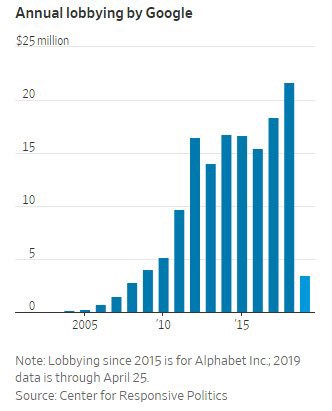 Annual lobbying by Google
$25 million
20
15
10
5
0
2005 '10 '15
Note: Lobbying since 2015 is for Alphabet Inc.; 2019
data is through April 25.
Source: Center for Responsive Politics